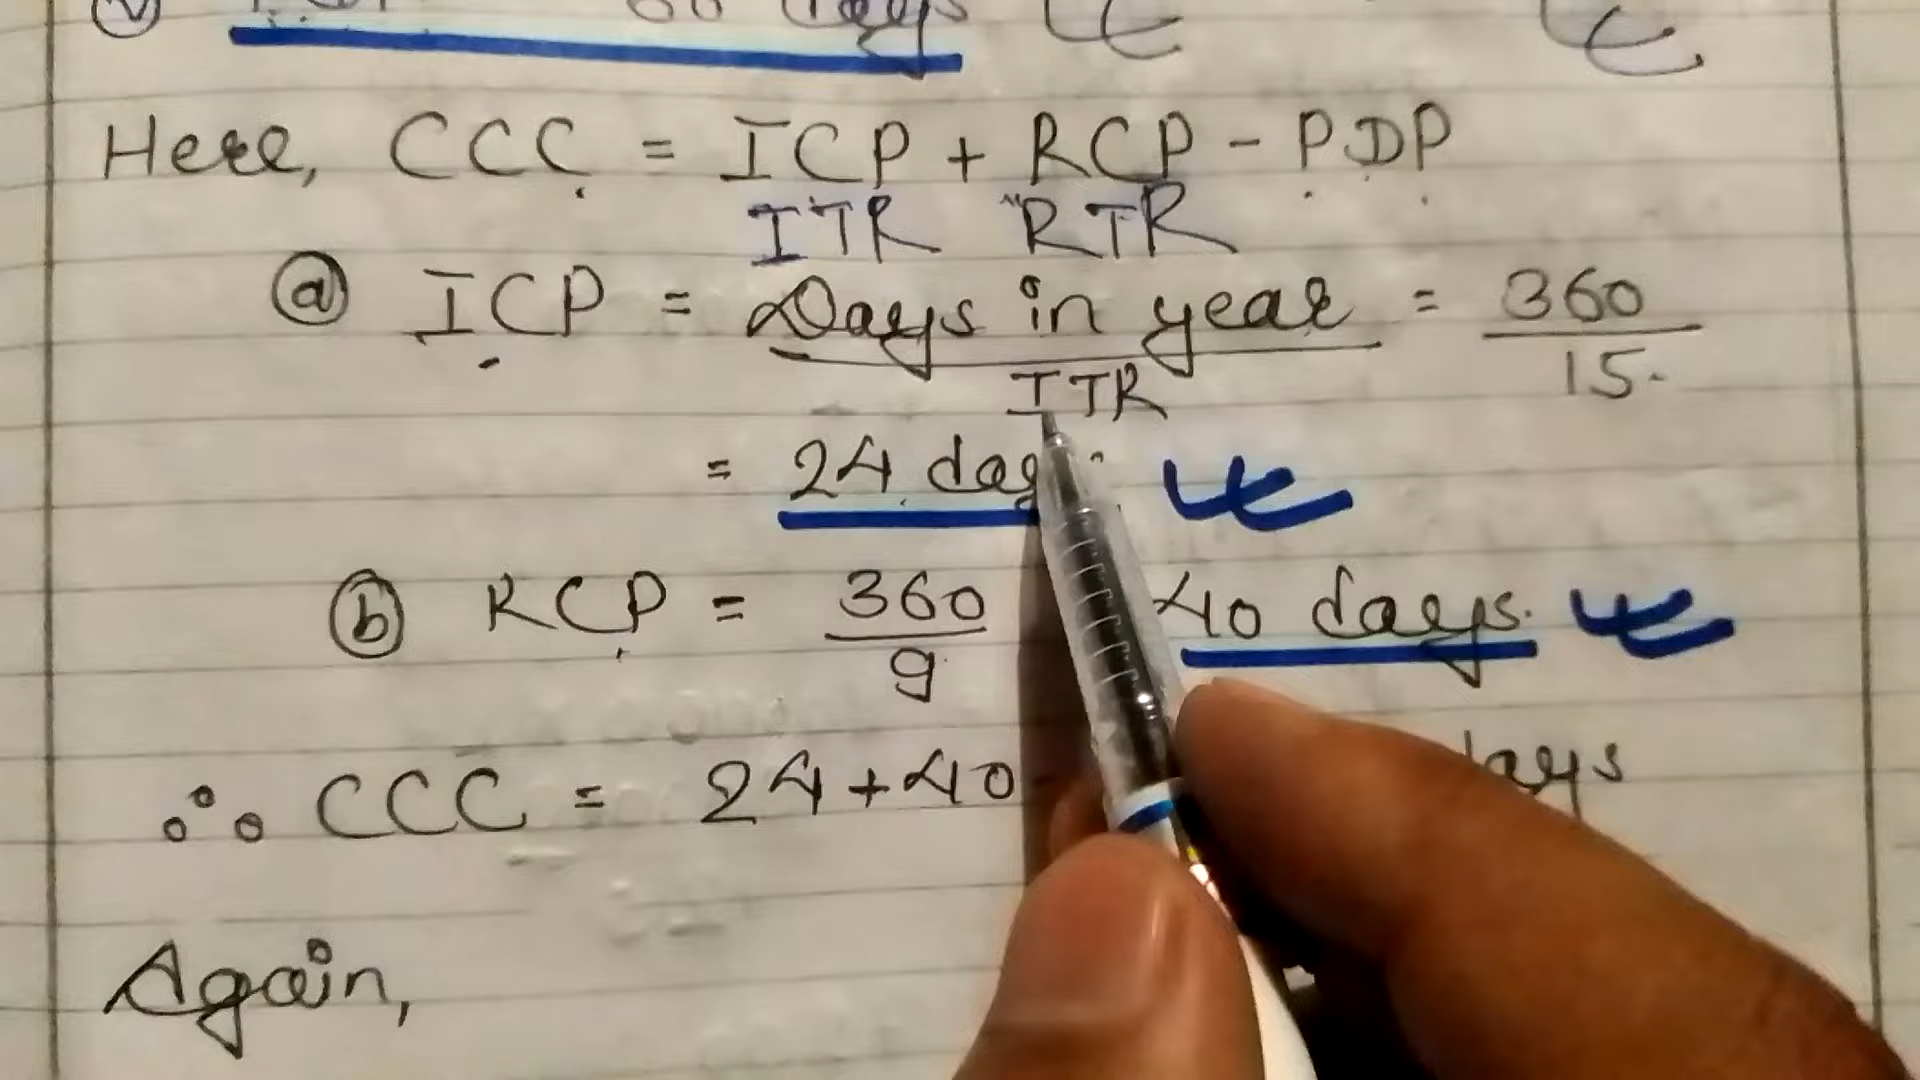 Here, CCC = ICP + RCP - PDP
ITR RTR
ⓐ ICP = Days in year / ITR = 360 / 15
= 24 day
ⓑ RCP = 360 / 9 40 days.
∴ CCC = 24 + 40 days
Again,